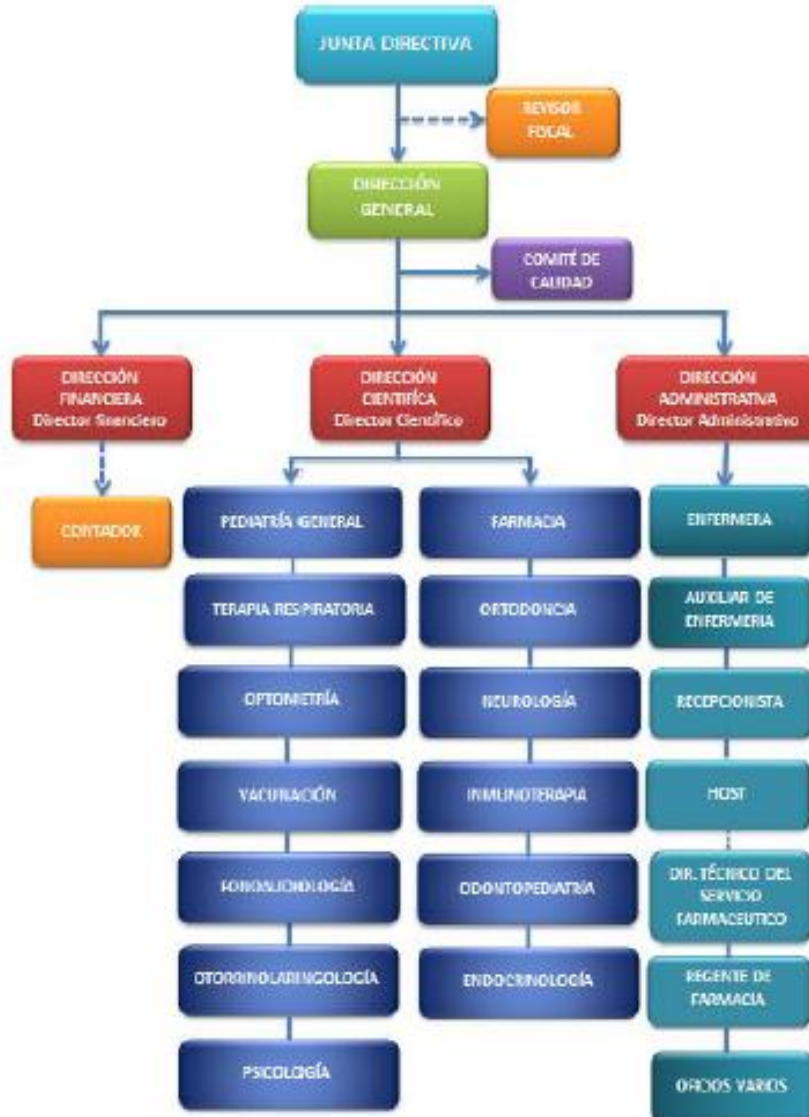 JUNTA DIRECTIVA
REVISOR
FISCAL
DIRECCIÓN
GENERAL
COMITÉ DE
CALIDAD
DIRECCIÓN
FINANCIERA
Director financiero
DIRECCIÓN
CIENTIFÍCA
Director Científico
DIRECCIÓN
ADMINISTRATIVA
Director Administrativo
CONTADOR
PEDIATRÍA GENERAL
TERAPIA RESPIRATORIA
OPTOMETRÍA
VACUNACIÓN
FONOAUDIOLOGÍA
OTORRINOLARINGOLOGÍA
PSICOLOGÍA
FARMACIA
ORTODONCIA
NEUROLOGÍA
INMUNOTERAPIA
ODONTOPEDIATRÍA
ENDOCRINOLOGÍA
ENFERMERA
AUXILIAR DE
ENFERMERIA
RECEPCIONISTA
HOST
DIR. TÉCNICO DEL
SERVICIO
FARMACEUTICO
REGENTE DE
FARMACIA
OFICIOS VARIOS